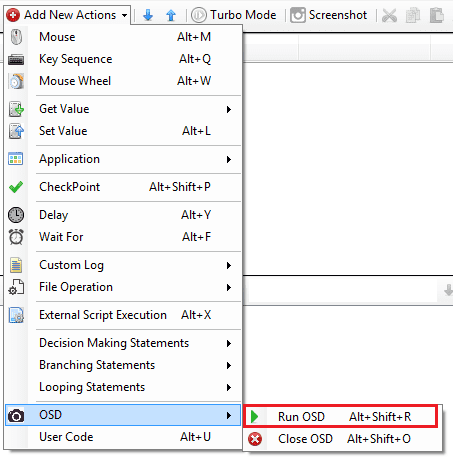 Add New Actions Turbo Mode Screenshot
Mouse Alt+M
Key Sequence Alt+Q
Mouse Wheel Alt+W
Get Value
Set Value Alt+L
Application
CheckPoint Alt+Shift+P
Delay Alt+Y
Wait For Alt+F
Custom Log
File Operation
External Script Execution Alt+X
Decision Making Statements
Branching Statements
Looping Statements
OSD
Run OSD Alt+Shift+R
User Code Alt+U
Close OSD Alt+Shift+O